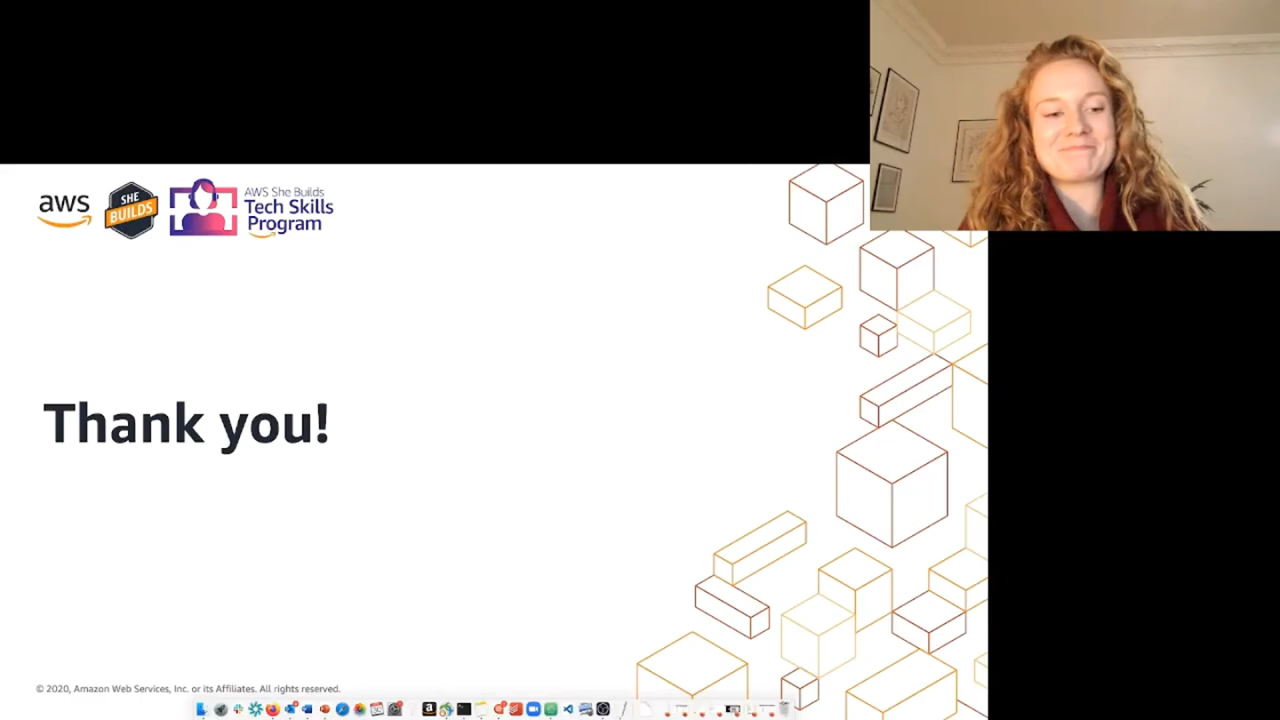 aws
SHE
BUILDS
AWS She Builds
Tech Skills
Program
Thank you!
© 2020, Amazon Web Services, Inc. or its Affiliates. All rights reserved.